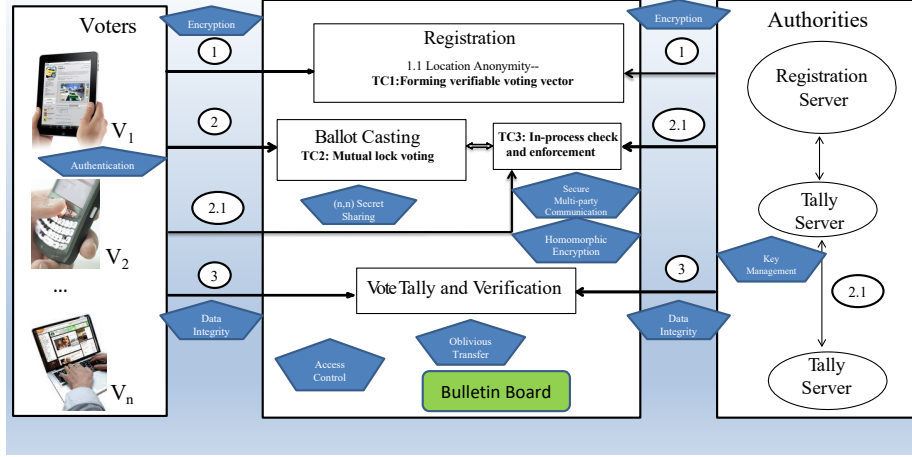 Voters
V1
Authentication
V2
...
Vn
Encryption
1
2
2.1
3
Data
Integrity
Registration
1.1 Location Anonymity--
TC1:Forming verifiable voting vector
Ballot Casting
TC2: Mutual lock voting
TC3: In-process check
and enforcement
(n,n) Secret
Sharing
Secure
Multi-party
Communication
Homomorphic
Encryption
Vote Tally and Verification
Oblivious
Transfer
Access
Control
Bulletin Board
Encryption
1
2.1
3
Data
Integrity
Authorities
Registration
Server
Tally
Server
Key
Management
2.1
Tally
Server